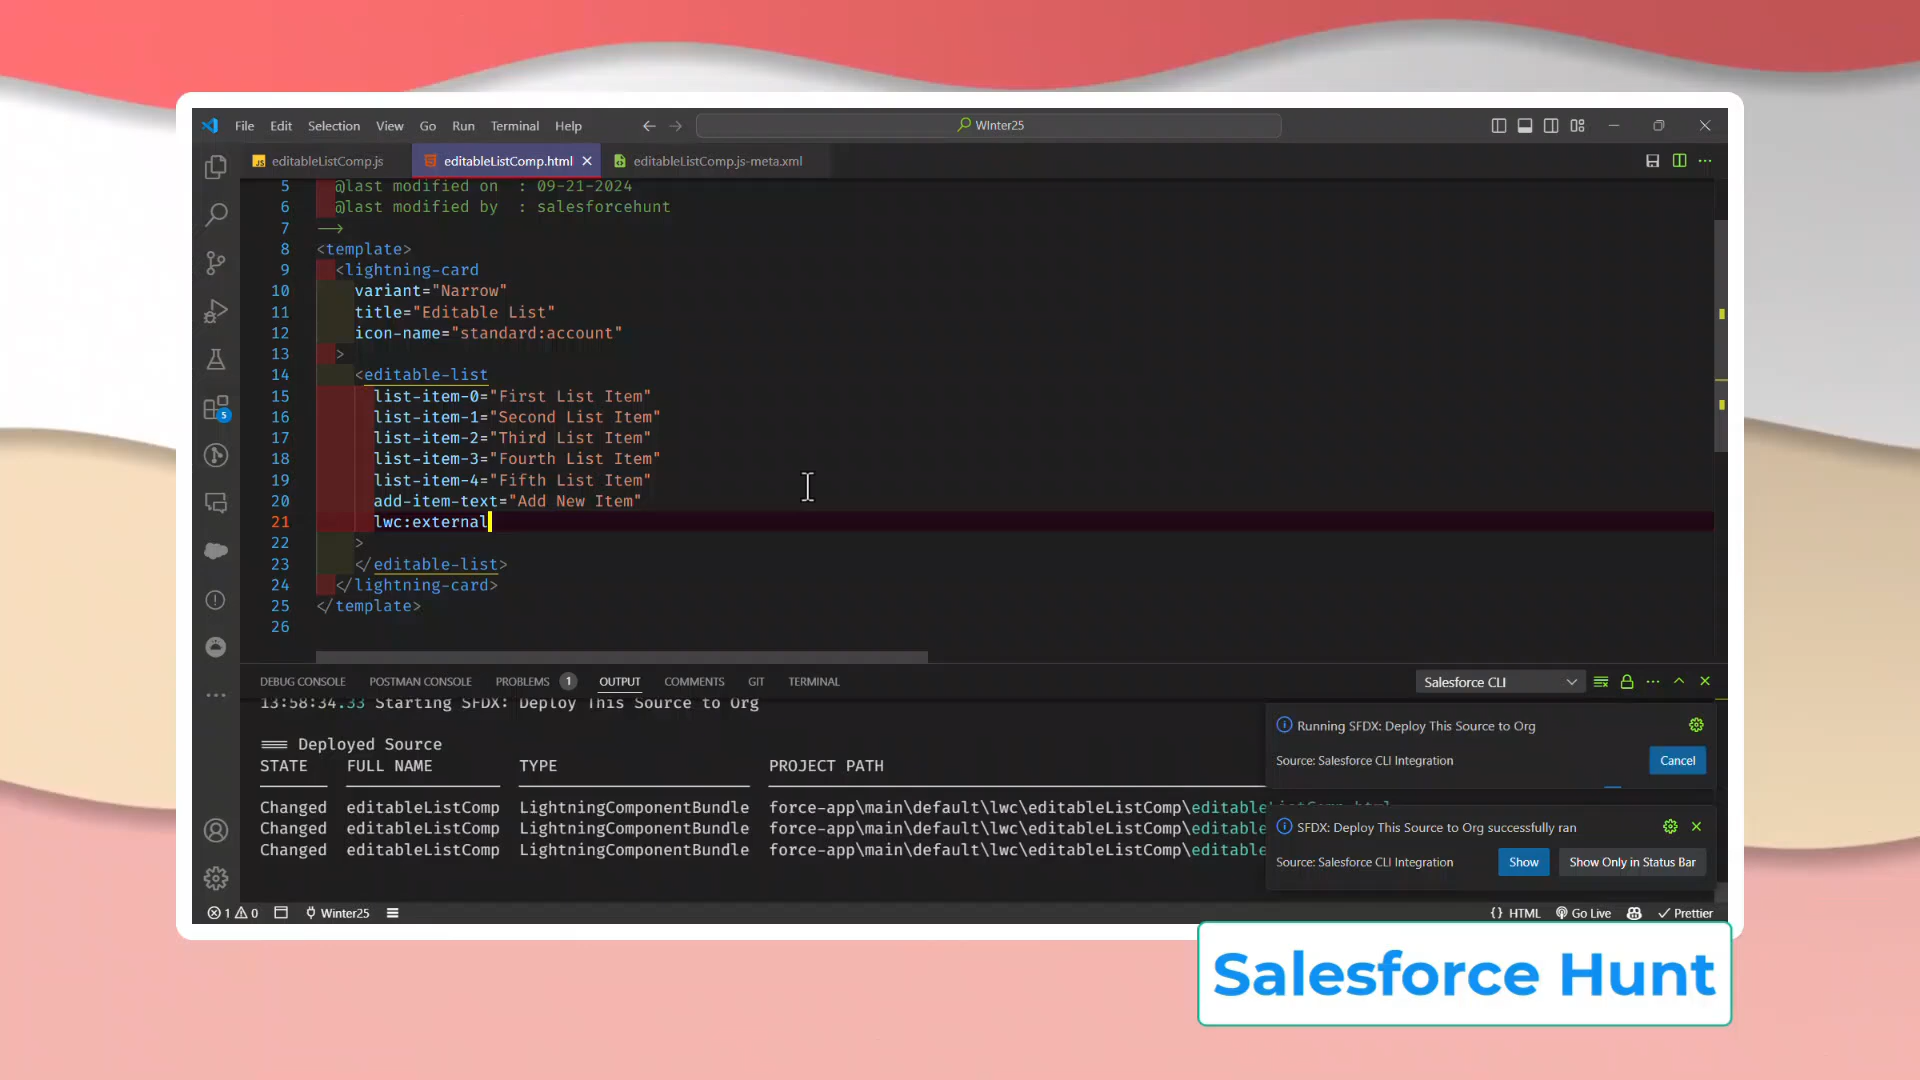 File Edit Selection View Go Run Terminal Help
WInter25
JS editableListComp.js
editableListComp.html
editableListComp.js-meta.xml
5 @last modified on : 09-21-2024
6 @last modified by : salesforcehunt
7 -->
8 <template>
9 <lightning-card
10 variant="Narrow"
11 title="Editable List"
12 icon-name="standard:account"
13 >
14 <editable-list
15 list-item-0="First List Item"
16 list-item-1="Second List Item"
17 list-item-2="Third List Item"
18 list-item-3="Fourth List Item"
19 list-item-4="Fifth List Item"
20 add-item-text="Add New Item"
21 lwc:external
22 >
23 </editable-list>
24 </lightning-card>
25 </template>
26
5
DEBUG CONSOLE POSTMAN CONSOLE PROBLEMS 1 OUTPUT COMMENTS GIT TERMINAL
Salesforce CLI
13:58:34.33 Starting SFDX: Deploy This Source to Org
=== Deployed Source
STATE FULL NAME TYPE PROJECT PATH
Changed editableListComp LightningComponentBundle force-app\main\default\lwc\editableListComp\editableListComp.html
Changed editableListComp LightningComponentBundle force-app\main\default\lwc\editableListComp\editable
Changed editableListComp LightningComponentBundle force-app\main\default\lwc\editableListComp\editable
Running SFDX: Deploy This Source to Org
Source: Salesforce CLI Integration
Cancel
SFDX: Deploy This Source to Org successfully ran
Source: Salesforce CLI Integration
Show
Show Only in Status Bar
1 0 Winter25
{} HTML Go Live Prettier
Salesforce Hunt